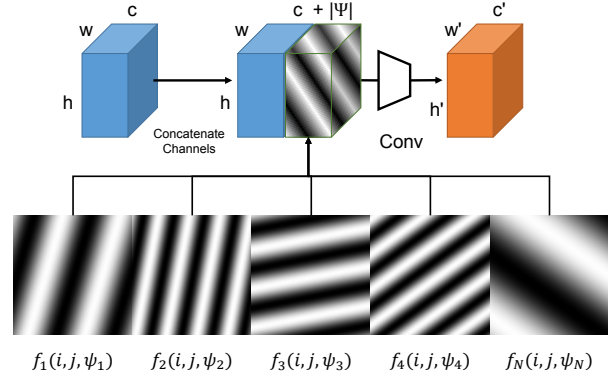 c
w
h
Concatenate
Channels
c + |Ψ|
w
h
Conv
c'
w'
h'
f₁(i, j, ψ₁)
f₂(i, j, ψ₂)
f₃(i, j, ψ₃)
f₄(i, j, ψ₄)
f_N(i, j, ψ_N)